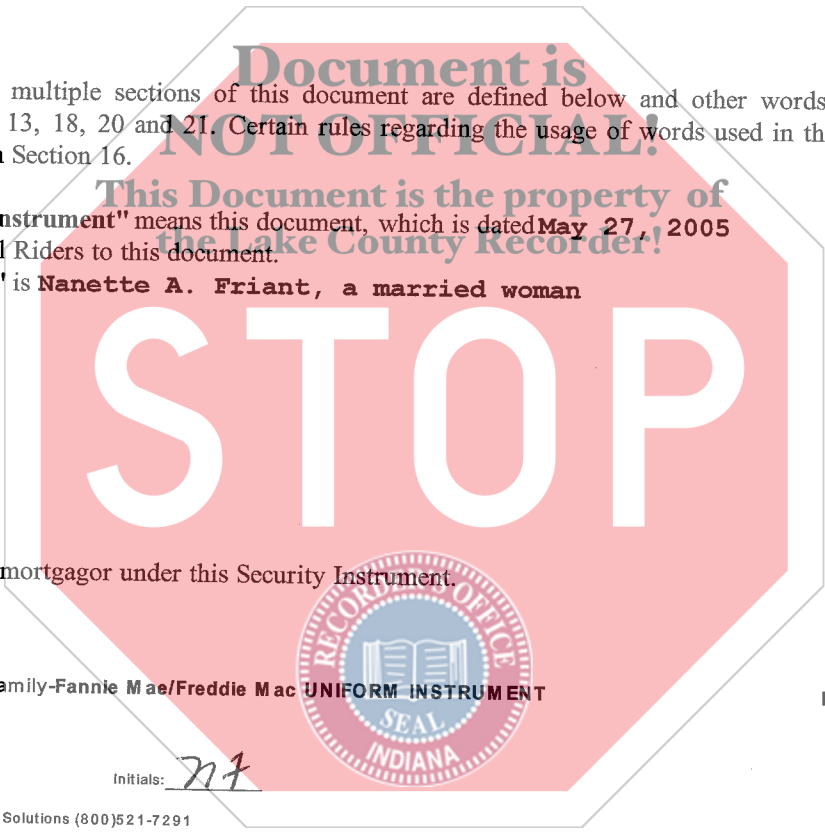 Document is
multiple sections of this document are defined below and other words
13, 18, 20 and 21. Certain rules regarding the usage of words used in th
NOT OFFICIAL!
n Section 16.
This Document is the property of
nstrument" means this document, which is dated May 27, 2005
the Lake County Recorder!
l Riders to this document.
" is Nanette A. Friant, a married woman
STOP
mortgagor under this Security Instrument.
RECORDER'S OFFICE
amily-Fannie Mae/Freddie Mac UNIFORM INSTRUMENT
SEAL
INDIANA
Initials: NF
Solutions (800)521-7291